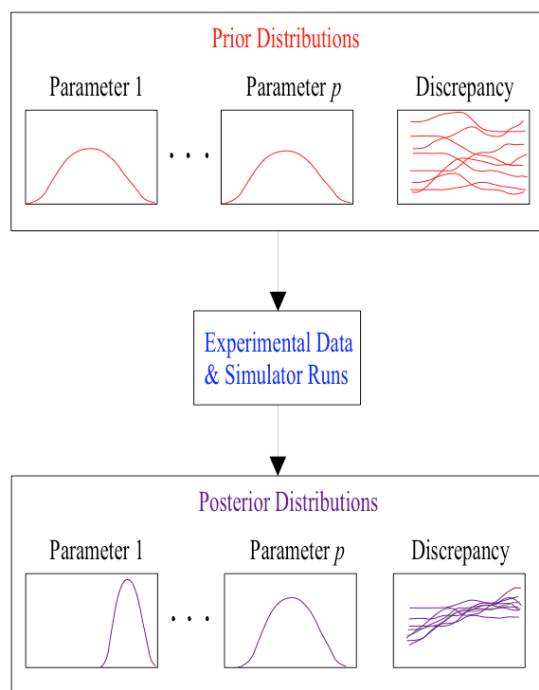 Prior Distributions
Parameter 1
Parameter p
Discrepancy
Experimental Data
& Simulator Runs
Posterior Distributions
Parameter 1
Parameter p
Discrepancy